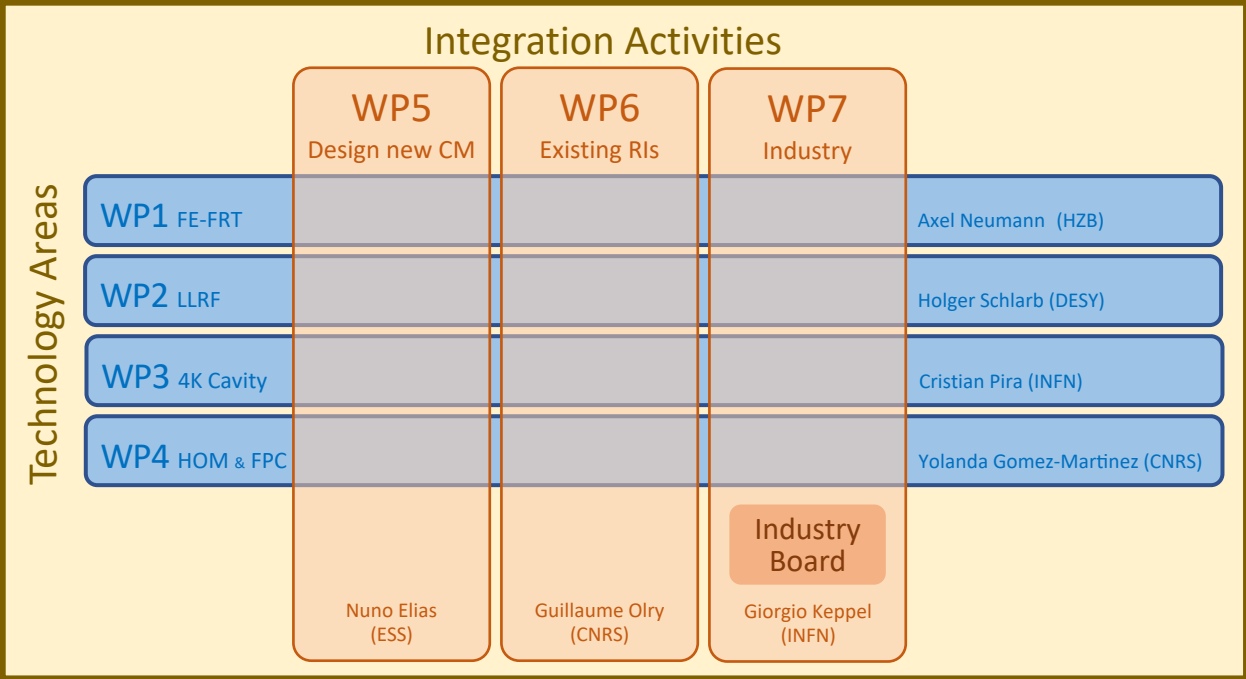 Integration Activities
WP5
Design new CM
WP6
Existing RIs
WP7
Industry
Technology Areas
WP1 FE-FRT
Axel Neumann (HZB)
WP2 LLRF
Holger Schlarb (DESY)
WP3 4K Cavity
Cristian Pira (INFN)
WP4 HOM & FPC
Yolanda Gomez-Martinez (CNRS)
Industry
Board
Nuno Elias
(ESS)
Guillaume Olry
(CNRS)
Giorgio Keppel
(INFN)